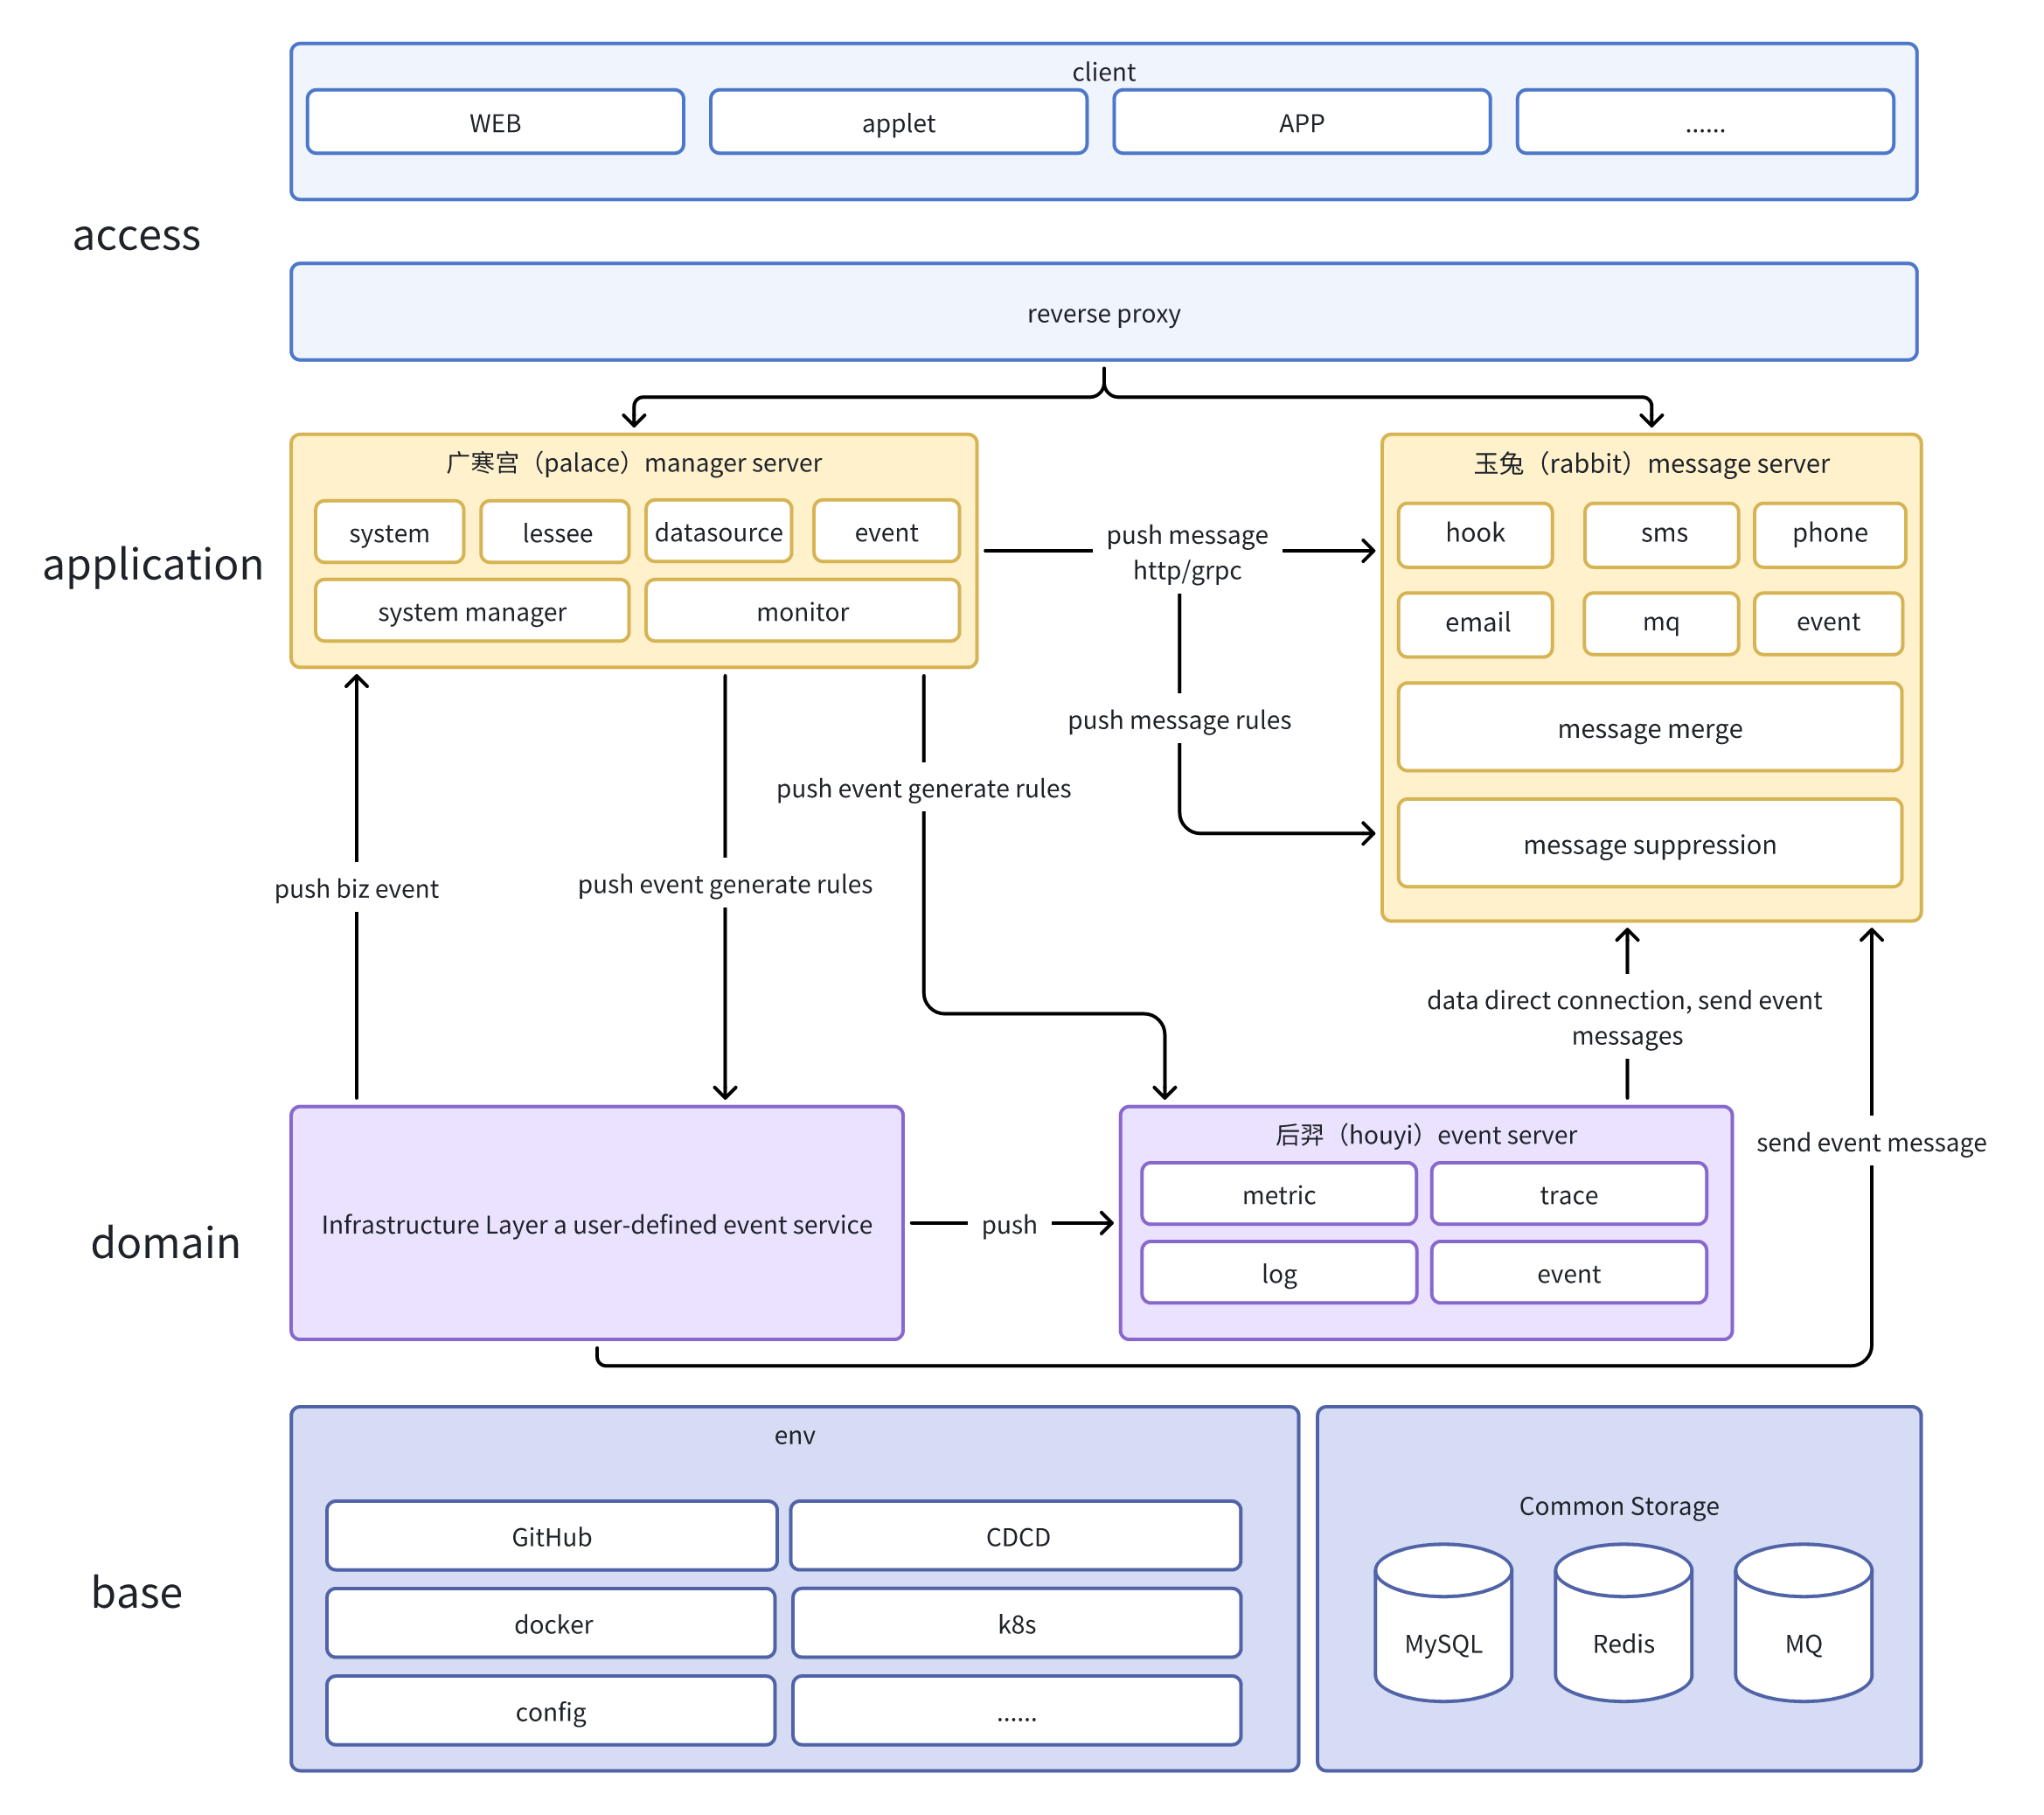 client
WEB
applet
APP
......
access
reverse proxy
广寒宫（palace）manager server
system
lessee
datasource
event
system manager
monitor
application
push message
http/grpc
玉兔（rabbit）message server
hook
sms
phone
email
mq
event
message merge
message suppression
push message rules
push event generate rules
push biz event
push event generate rules
data direct connection, send event
messages
send event message
domain
Infrastructure Layer a user-defined event service
push
后羿（houyi）event server
metric
trace
log
event
base
env
GitHub
CDCD
docker
k8s
config
......
Common Storage
MySQL
Redis
MQ